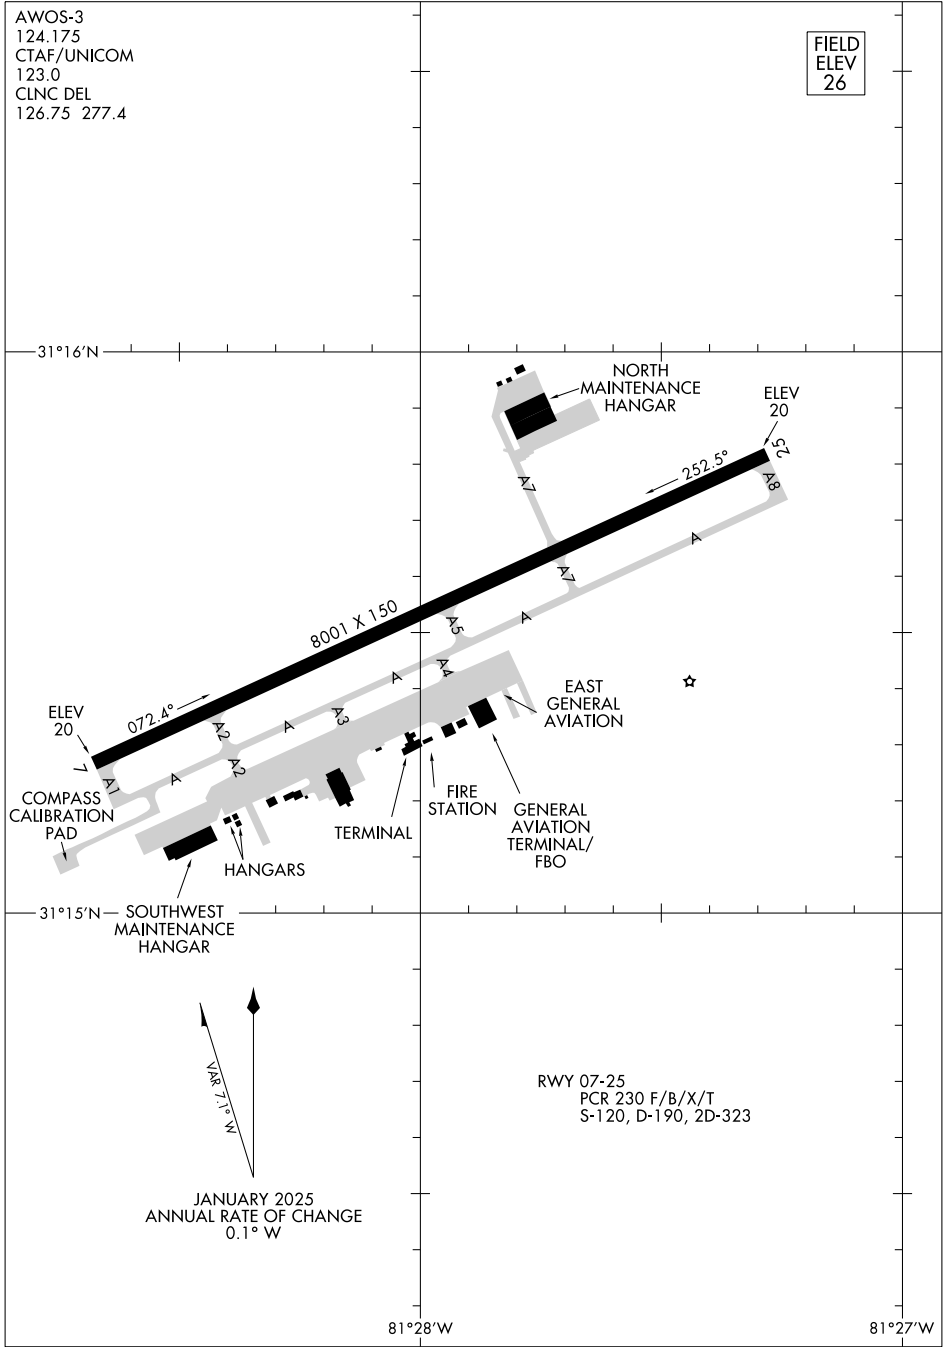 AWOS-3
124.175
CTAF/UNICOM
123.0
CLNC DEL
126.75 277.4
FIELD
ELEV
26
31°16'N
NORTH
MAINTENANCE
HANGAR
ELEV
20
25
252.5°
A8
A7
A
A7
8001 X 150
A5
A
A4
A
EAST
GENERAL
AVIATION
072.4°
ELEV
20
A3
A
A2
A2
7
A1
A
COMPASS
CALIBRATION
PAD
FIRE
STATION
TERMINAL
GENERAL
AVIATION
TERMINAL/
FBO
HANGARS
31°15'N
SOUTHWEST
MAINTENANCE
HANGAR
VAR 7.1° W
RWY 07-25
PCR 230 F/B/X/T
S-120, D-190, 2D-323
JANUARY 2025
ANNUAL RATE OF CHANGE
0.1° W
81°28'W
81°27'W